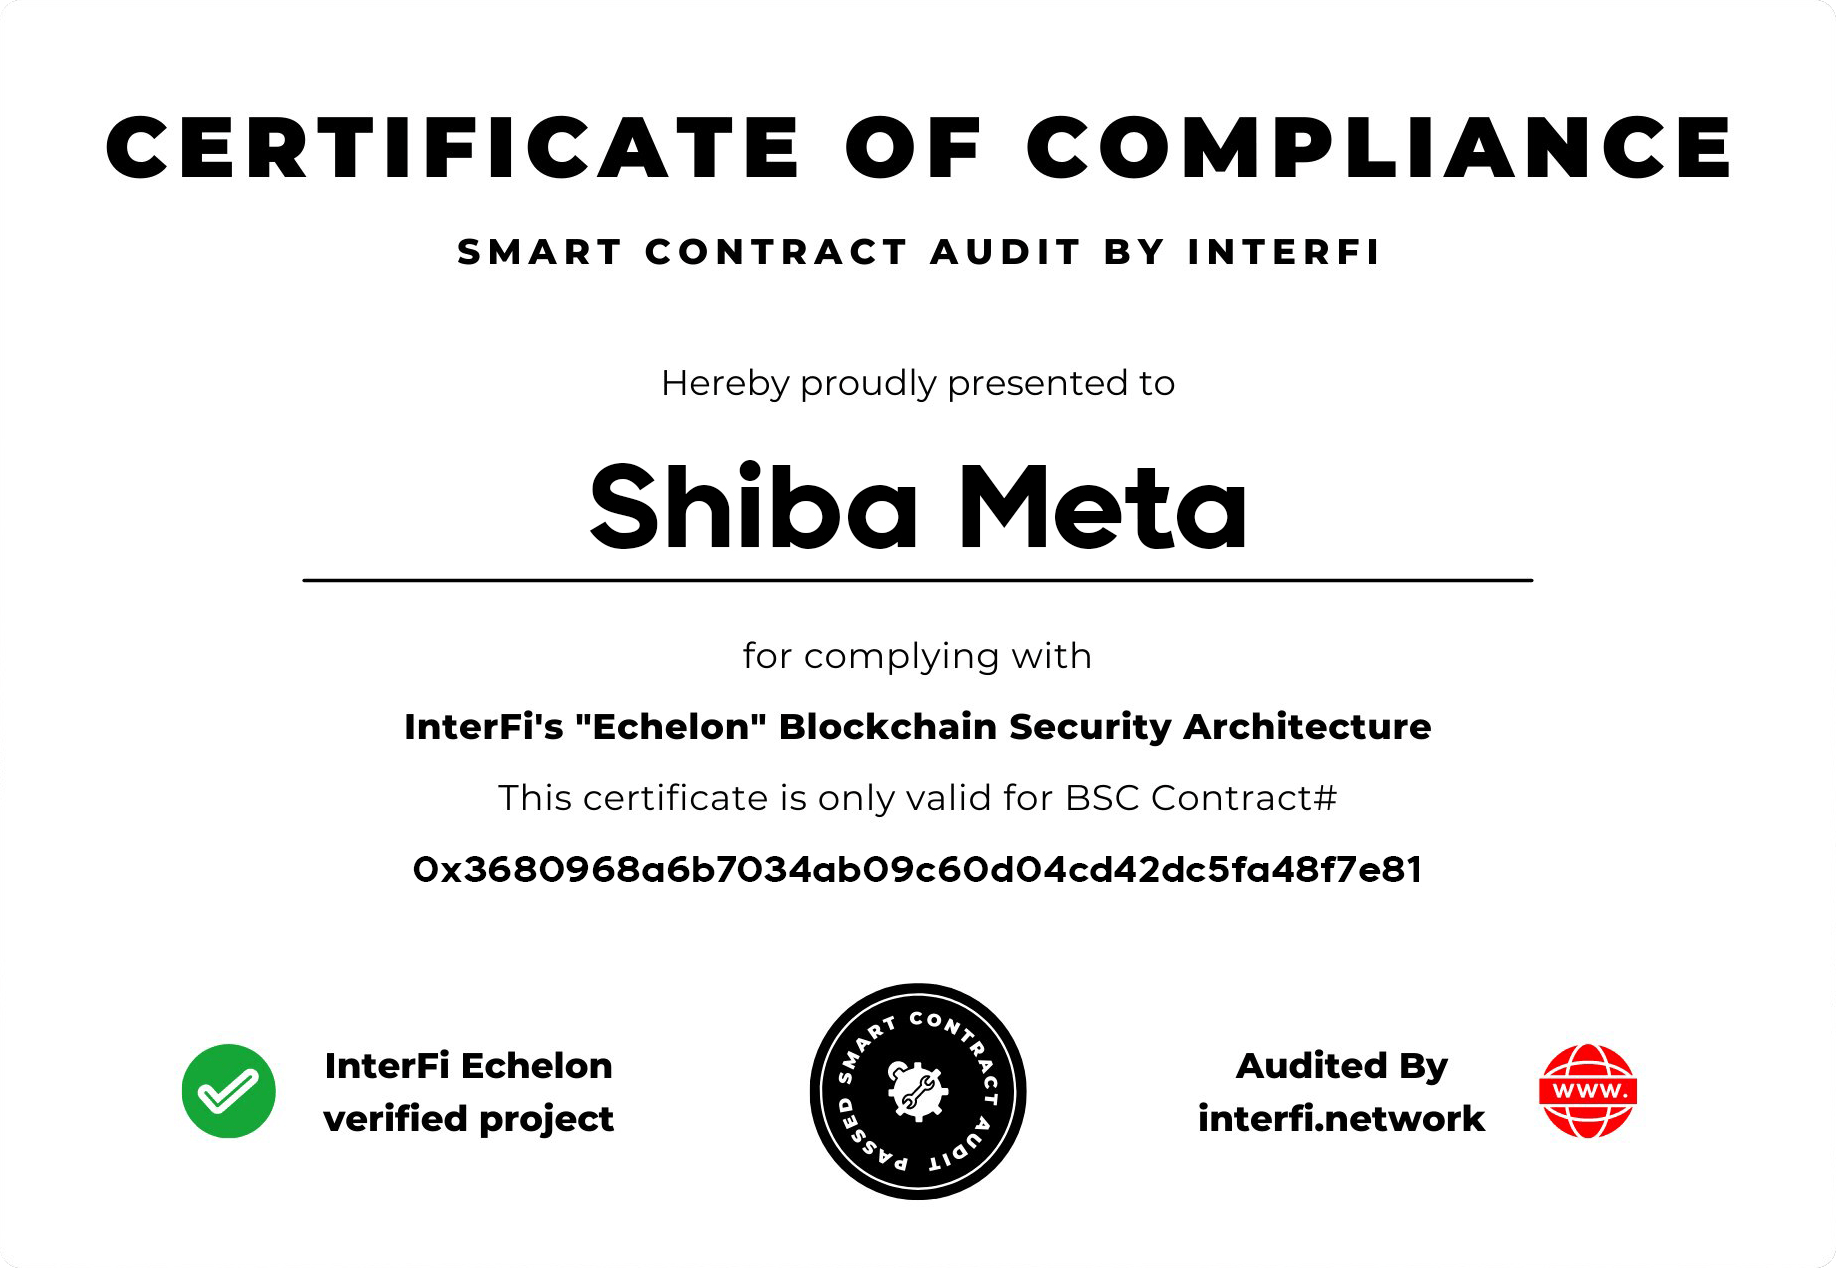 CERTIFICATE OF COMPLIANCE
SMART CONTRACT AUDIT BY INTERFI
Hereby proudly presented to
Shiba Meta
for complying with
InterFi's "Echelon" Blockchain Security Architecture
This certificate is only valid for BSC Contract#
0x3680968a6b7034ab09c60d04cd42dc5fa48f7e81
InterFi Echelon
verified project
SMART CONTRACT AUDIT PASSED
Audited By
interfi.network
WWW.